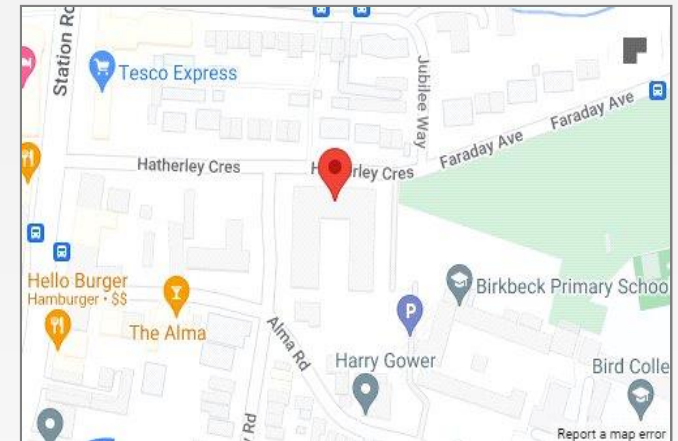 Station Rd
Tesco Express
Jubilee Way
Faraday Ave
Faraday Ave
Hatherley Cres
Hatherley Cres
Hello Burger
Hamburger • $$
The Alma
Birkbeck Primary Schoo
P
Alma Rd
Harry Gower
Bird Colle
Rd
Report a map error